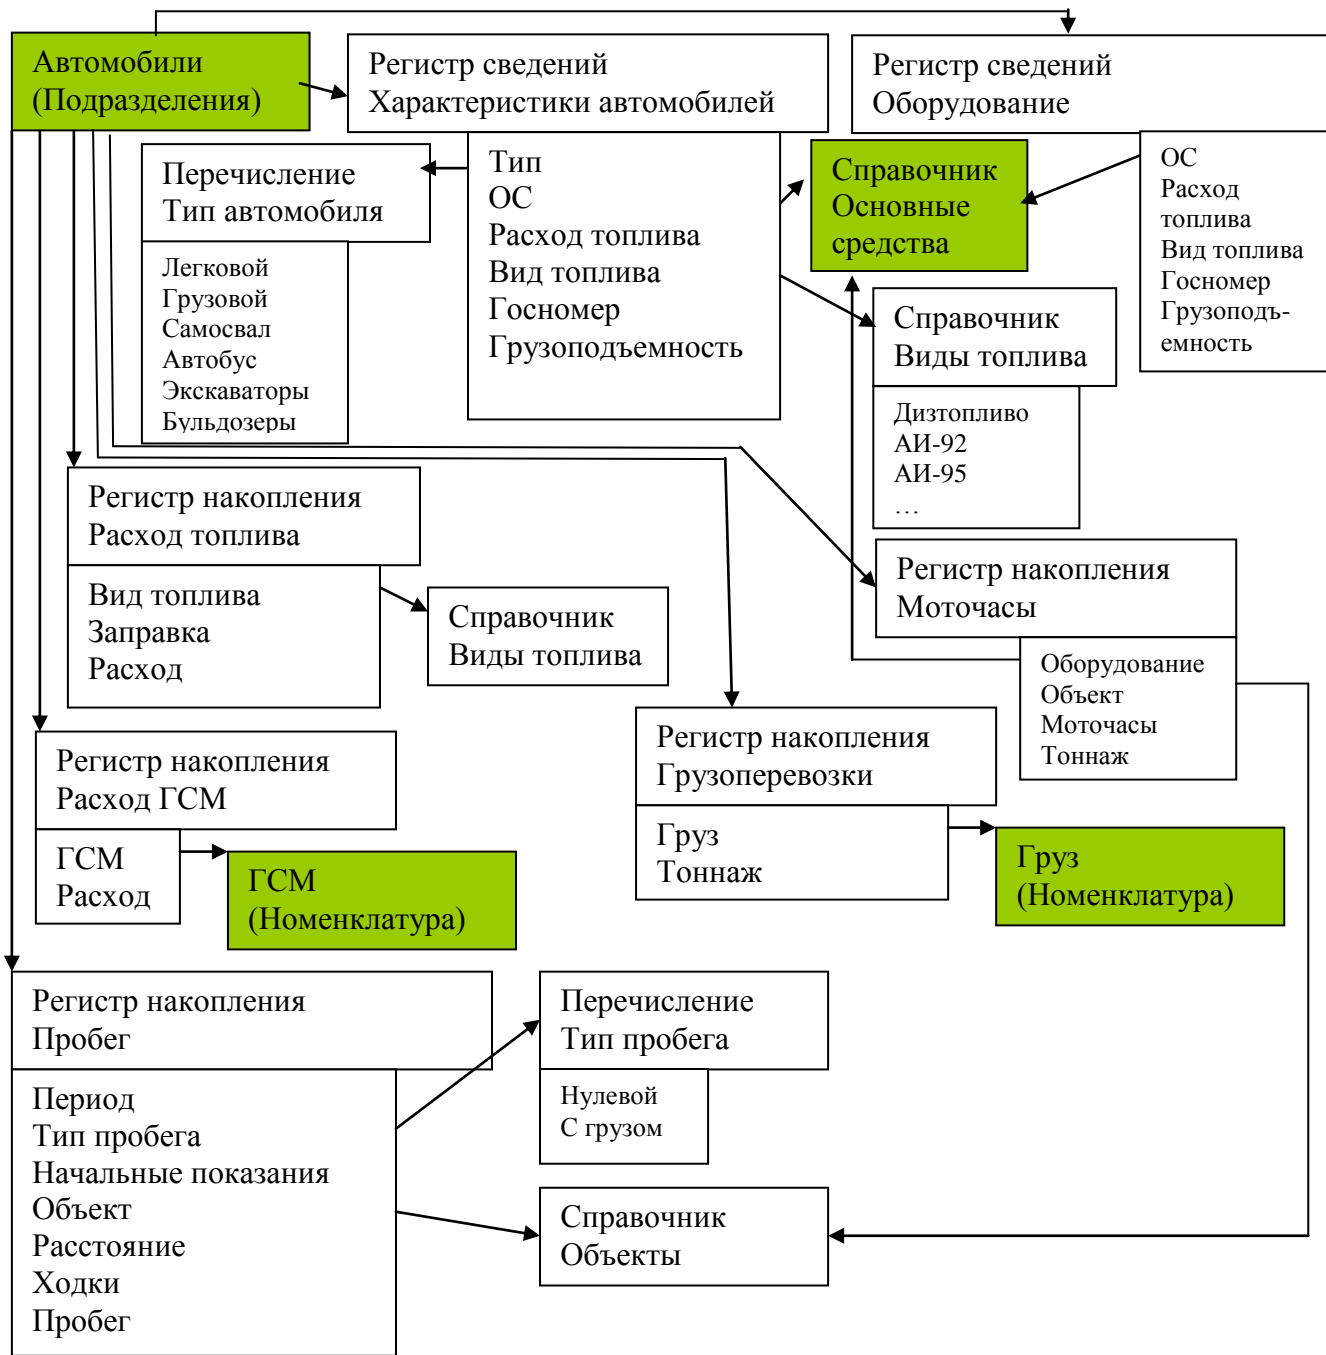 Автомобили
(Подразделения)
Регистр сведений
Характеристики автомобилей
Регистр сведений
Оборудование
Перечисление
Тип автомобиля
Легковой
Грузовой
Самосвал
Автобус
Экскаваторы
Бульдозеры
Тип
ОС
Расход топлива
Вид топлива
Госномер
Грузоподъемность
Справочник
Основные
средства
ОС
Расход
топлива
Вид топлива
Госномер
Грузоподъ-
емность
Справочник
Виды топлива
Дизтопливо
АИ-92
АИ-95
…
Регистр накопления
Расход топлива
Вид топлива
Заправка
Расход
Справочник
Виды топлива
Регистр накопления
Моточасы
Оборудование
Объект
Моточасы
Тоннаж
Регистр накопления
Расход ГСМ
ГСМ
Расход
ГСМ
(Номенклатура)
Регистр накопления
Грузоперевозки
Груз
Тоннаж
Груз
(Номенклатура)
Регистр накопления
Пробег
Период
Тип пробега
Начальные показания
Объект
Расстояние
Ходки
Пробег
Перечисление
Тип пробега
Нулевой
С грузом
Справочник
Объекты